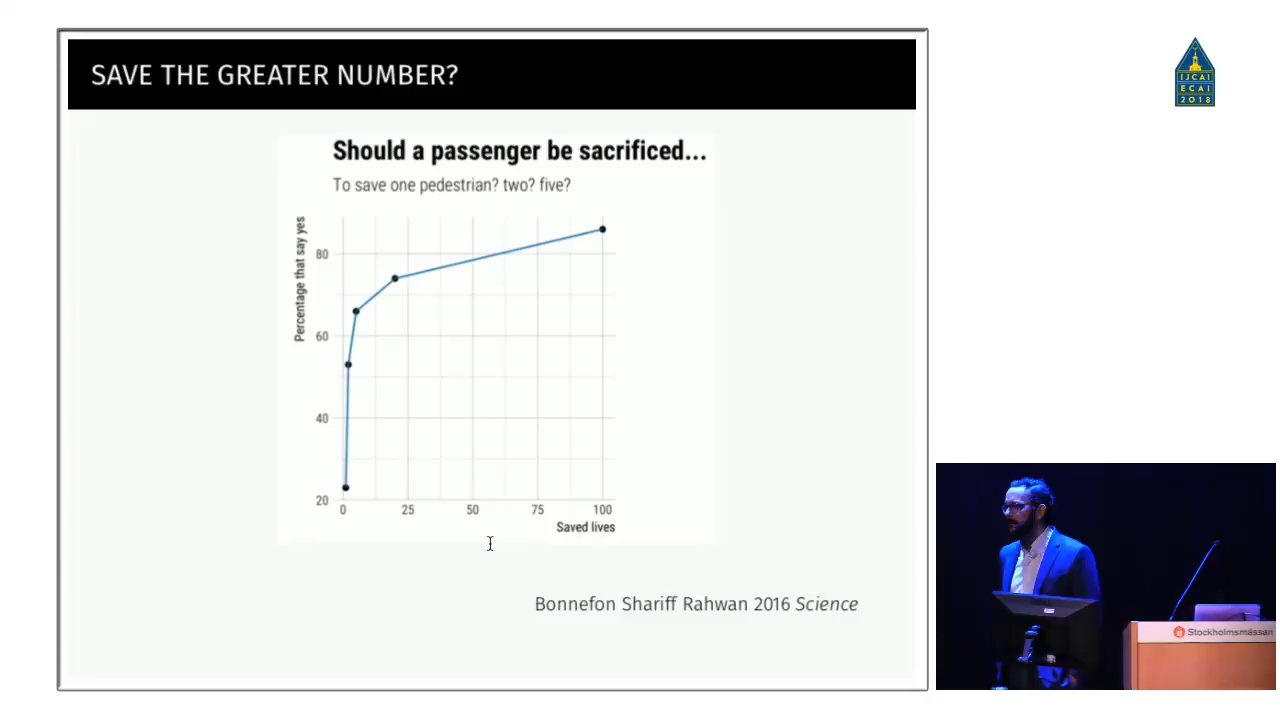 SAVE THE GREATER NUMBER?
IJCAI
ECAI
2018
Should a passenger be sacrificed...
To save one pedestrian? two? five?
Percentage that say yes
80
60
40
20
0 25 50 75 100
Saved lives
Bonnefon Shariff Rahwan 2016 Science
Stockholmsmässan